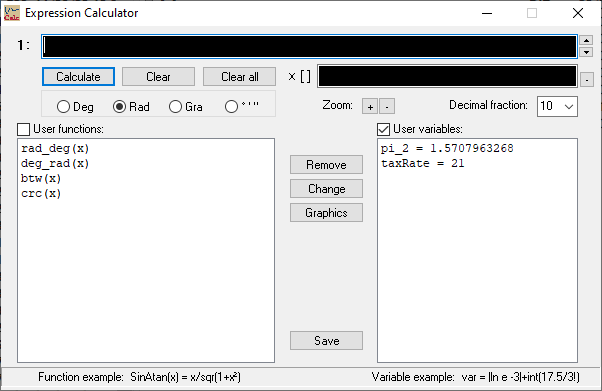 Expression Calculator
1:
Calculate Clear Clear all x [ ] -
Deg Rad Gra ° ' " Zoom: + - Decimal fraction: 10
User functions: User variables:
rad_deg(x) pi_2 = 1.5707963268
deg_rad(x) taxRate = 21
btw(x)
crc(x)
Remove
Change
Graphics
Save
Function example: SinAtan(x) = x/sqr(1+x²) Variable example: var = |ln e -3|+int(17.5/3!)